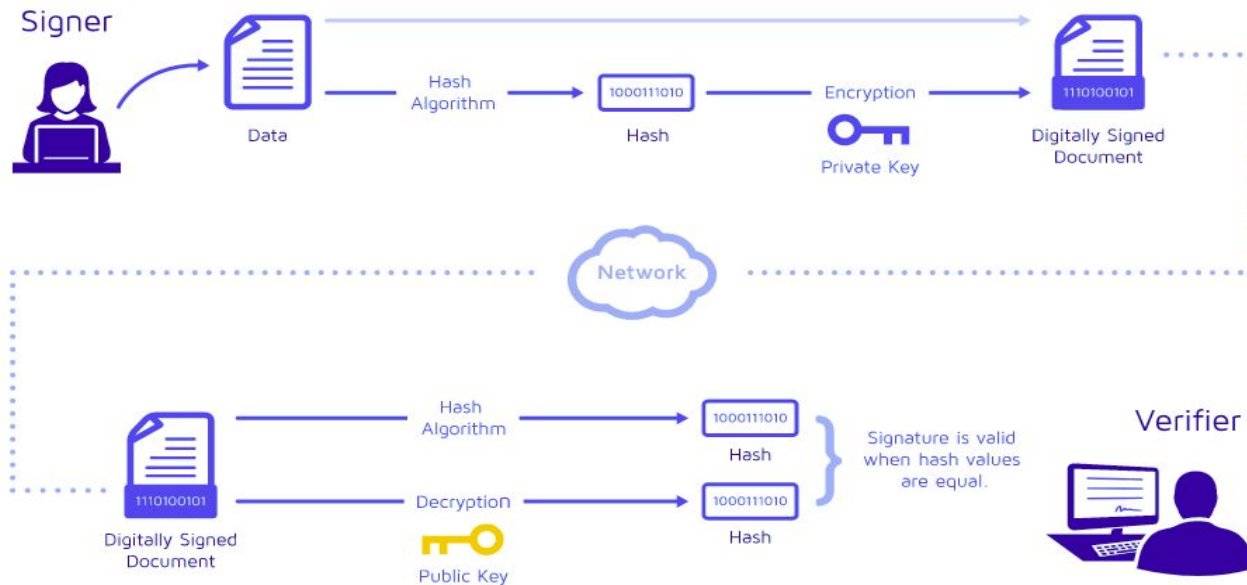 Signer
Hash
Algorithm
1000111010
Encryption
1110100101
Data
Hash
Private Key
Digitally Signed
Document
Network
Hash
Algorithm
1000111010
Hash
Signature is valid
when hash values
are equal.
Verifier
1110100101
Decryption
1000111010
Digitally Signed
Document
Public Key
Hash